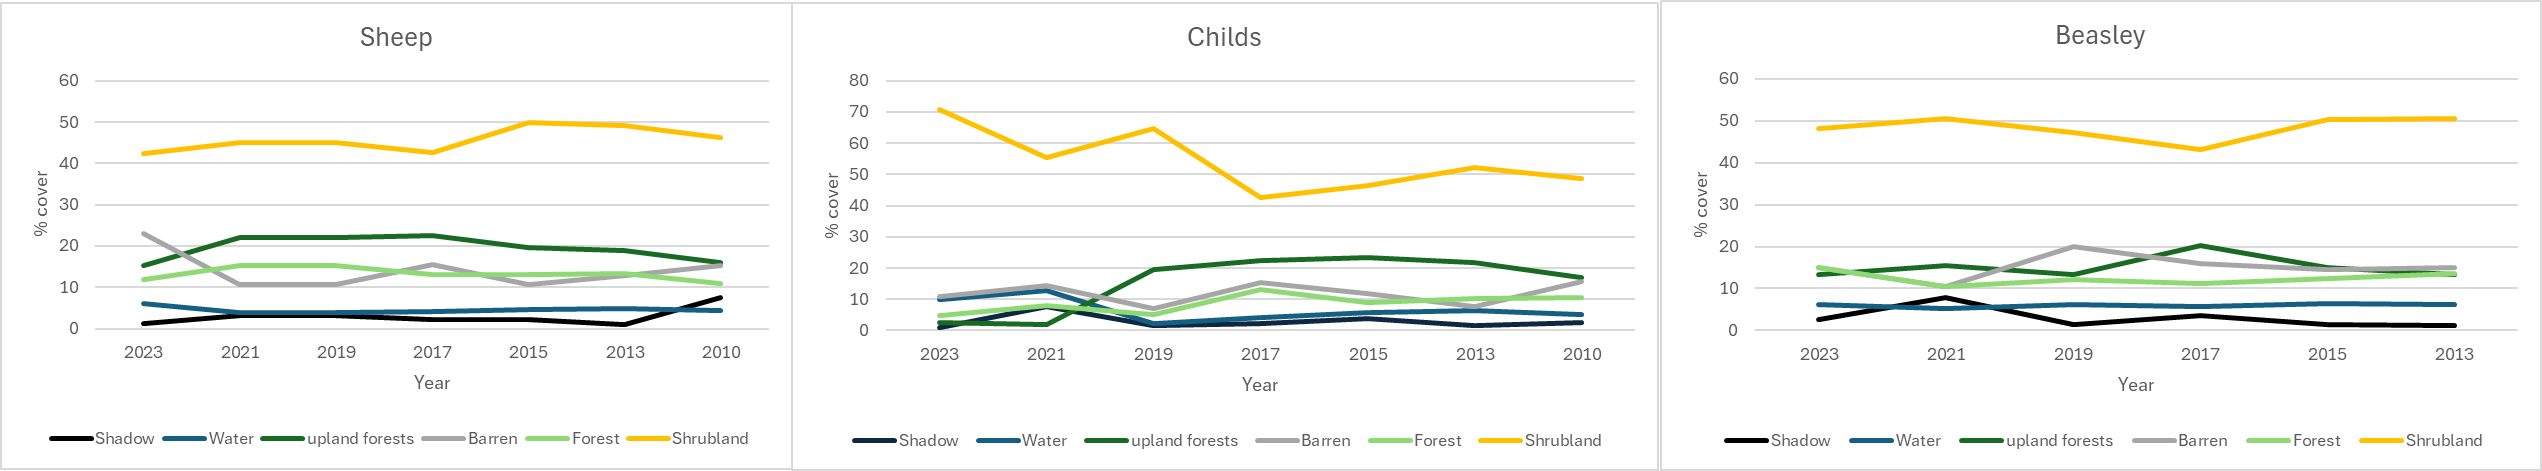 Sheep
60
50
40
30
20
10
0
% cover
2023 2021 2019 2017 2015 2013 2010
Year
Shadow Water upland forests Barren Forest Shrubland
Childs
80
70
60
50
40
30
20
10
0
% cover
2023 2021 2019 2017 2015 2013 2010
Year
Shadow Water upland forests Barren Forest Shrubland
Beasley
60
50
40
30
20
10
0
% cover
2023 2021 2019 2017 2015 2013
Year
Shadow Water upland forests Barren Forest Shrubland